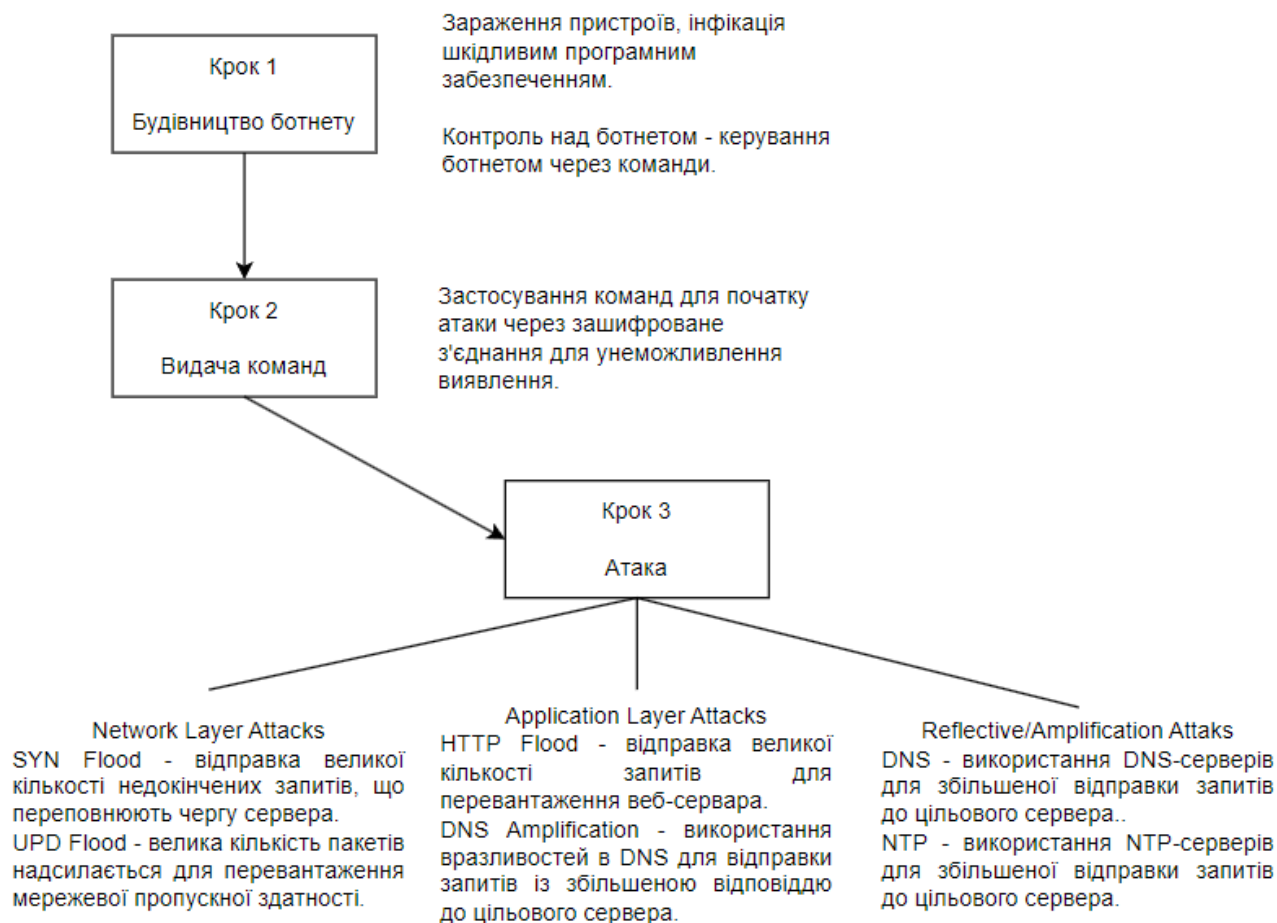 Крок 1
Будівництво ботнету
Зараження пристроїв, інфікація
шкідливим програмним
забезпеченням.
Контроль над ботнетом - керування
ботнетом через команди.
Крок 2
Видача команд
Застосування команд для початку
атаки через зашифроване
з'єднання для унеможливлення
виявлення.
Крок 3
Атака
Network Layer Attacks
SYN Flood - відправка великої
кількості недокінчених запитів, що
переповнюють чергу сервера.
UPD Flood - велика кількість пакетів
надсилається для перевантаження
мережевої пропускної здатності.
Application Layer Attacks
HTTP Flood - відправка великої
кількості запитів для
перевантаження веб-сервара.
DNS Amplification - використання
вразливостей в DNS для відправки
запитів із збільшеною відповіддю
до цільового сервера.
Reflective/Amplification Attaks
DNS - використання DNS-серверів
для збільшеної відправки запитів
до цільового сервера..
NTP - використання NTP-серверів
для збільшеної відправки запитів
до цільового сервера.